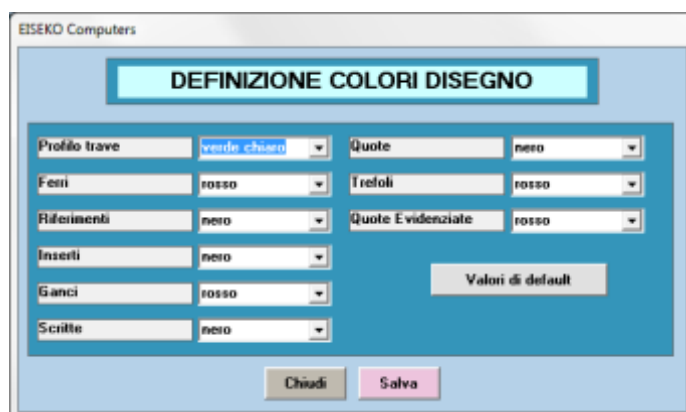 EISEKO Computers
DEFINIZIONE COLORI DISEGNO
Profilo trave verde chiaro Quote nero
Ferri rosso Trefoli rosso
Riferimenti nero Quote Evidenziate rosso
Inserti nero
Valori di default
Ganci rosso
Scritte nero
Chiudi Salva